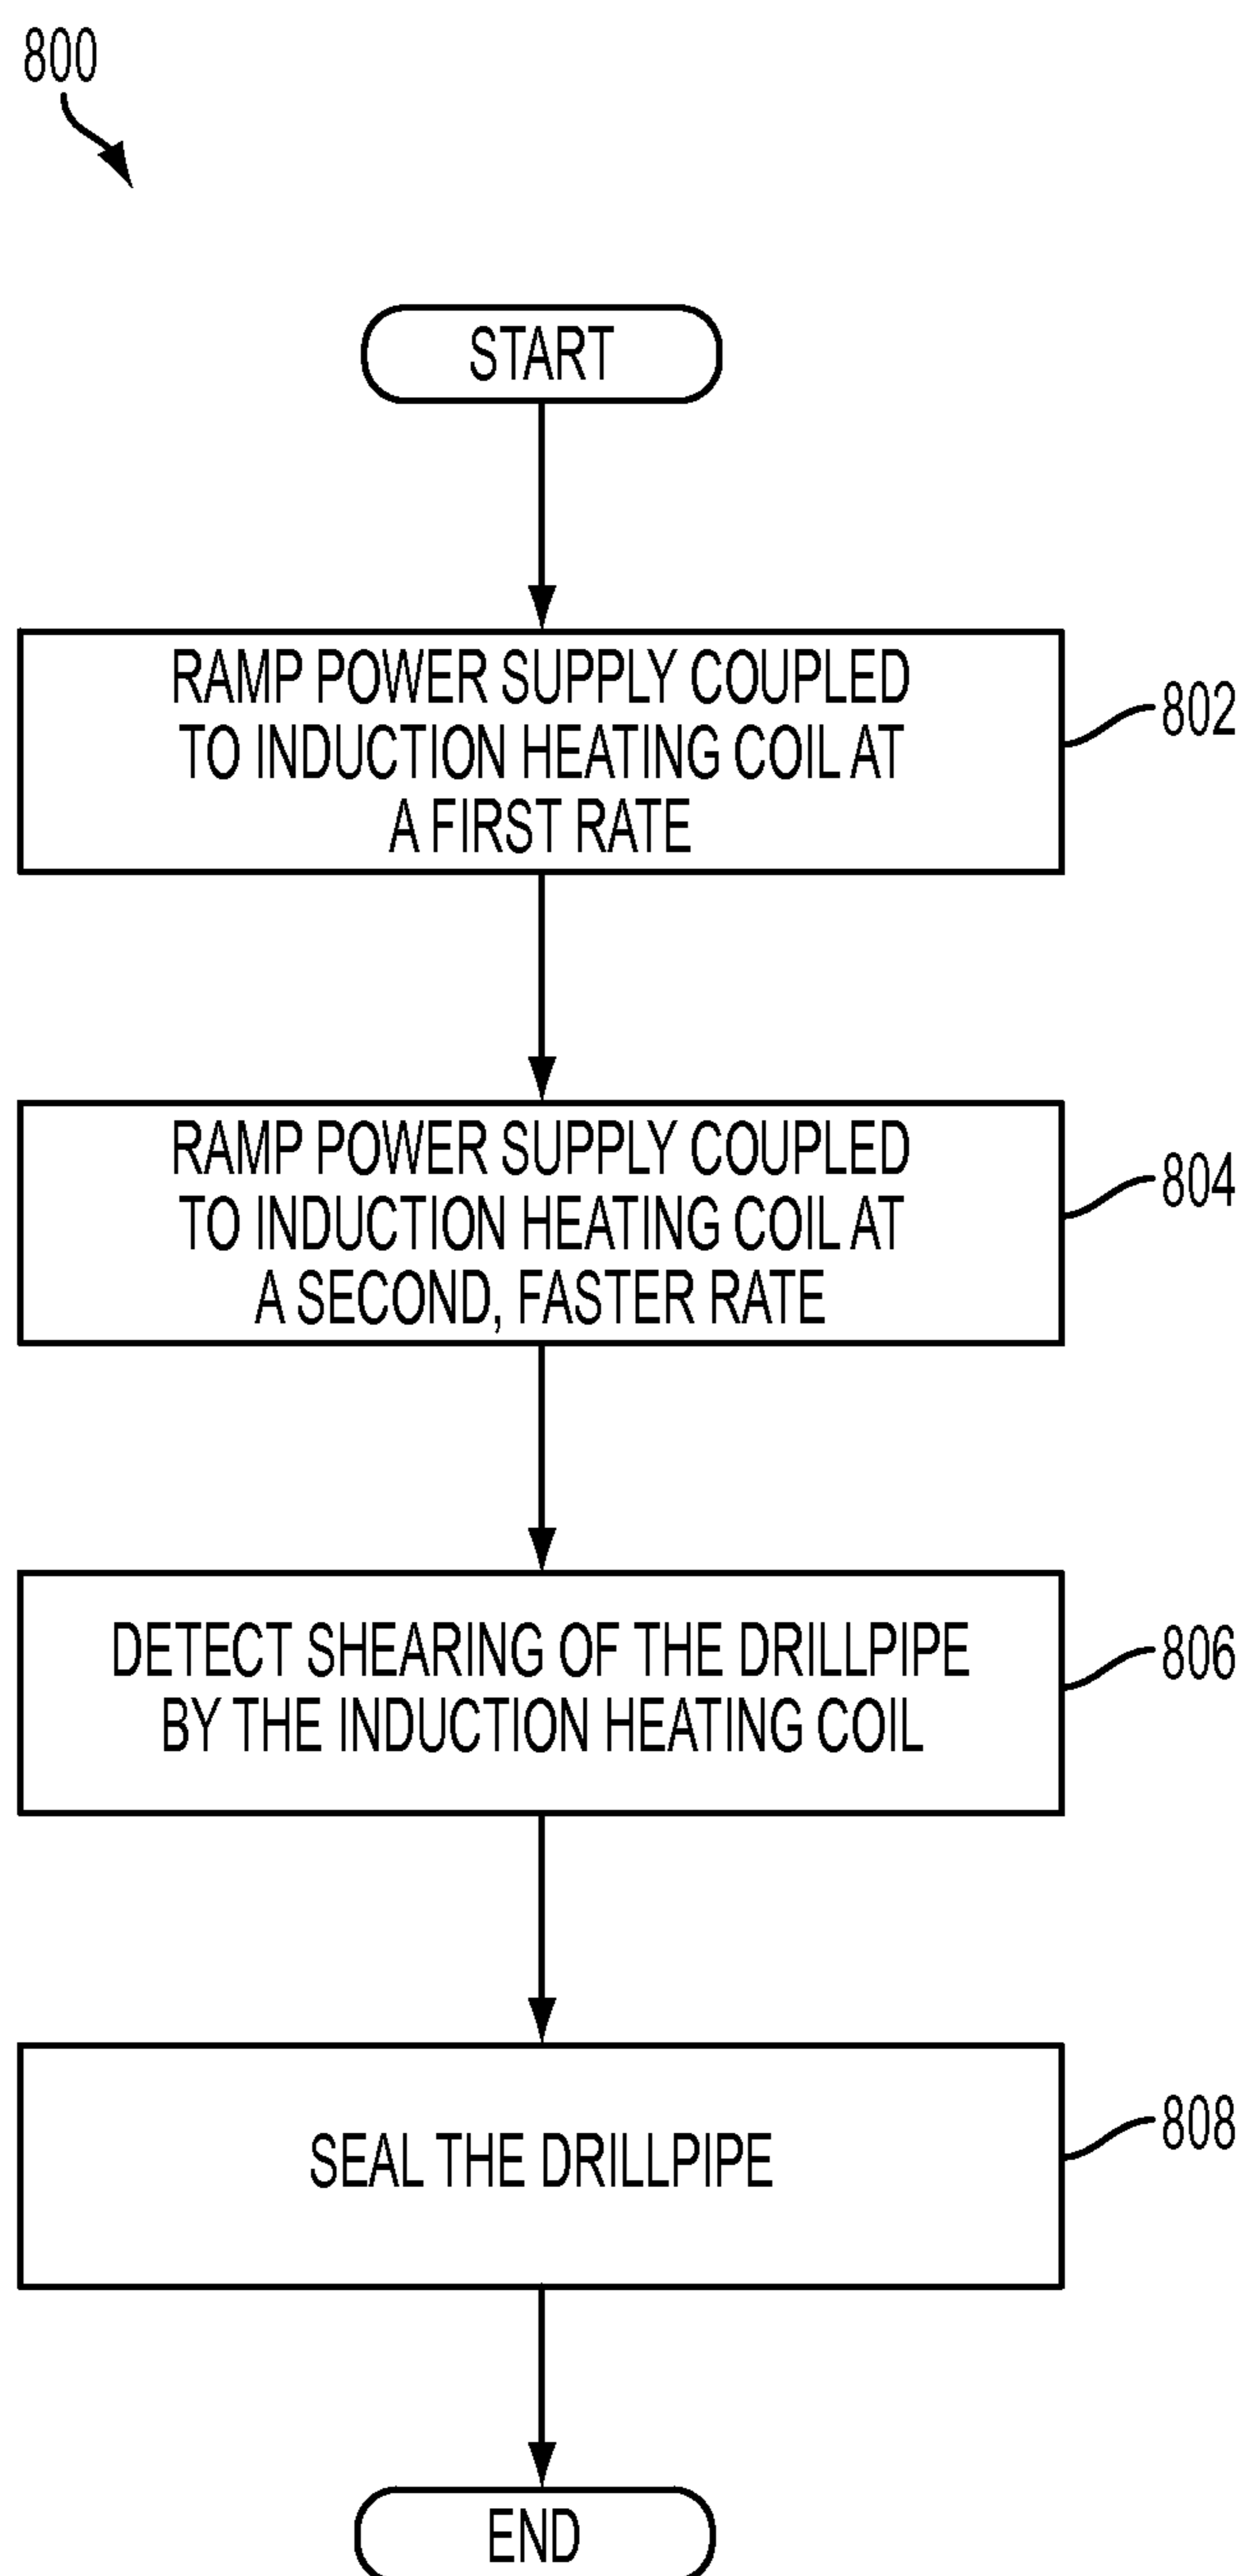 800
START
RAMP POWER SUPPLY COUPLED
TO INDUCTION HEATING COIL AT
A FIRST RATE
802
RAMP POWER SUPPLY COUPLED
TO INDUCTION HEATING COIL AT
A SECOND, FASTER RATE
804
DETECT SHEARING OF THE DRILLPIPE
BY THE INDUCTION HEATING COIL
806
SEAL THE DRILLPIPE
808
END